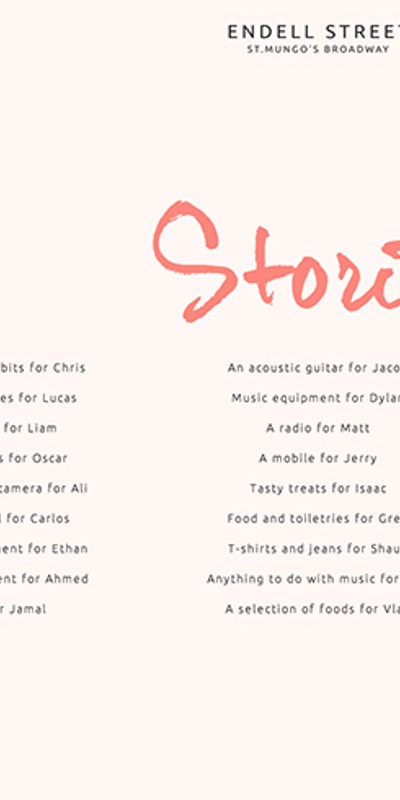 ENDELL STREET
ST.MUNGO'S BROADWAY
Stori
bits for Chris
es for Lucas
for Liam
s for Oscar
camera for Ali
l for Carlos
ent for Ethan
ent for Ahmed
r Jamal
An acoustic guitar for Jaco
Music equipment for Dylan
A radio for Matt
A mobile for Jerry
Tasty treats for Isaac
Food and toiletries for Gre
T-shirts and jeans for Shau
Anything to do with music for
A selection of foods for Vla